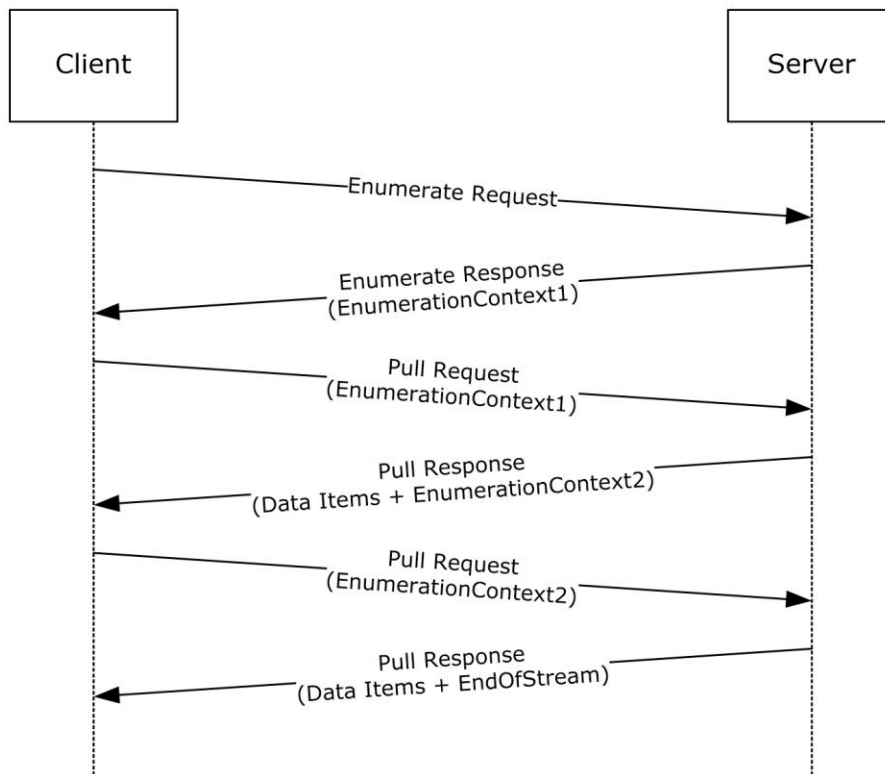 Client
Server
Enumerate Request
Enumerate Response
(EnumerationContext1)
Pull Request
(EnumerationContext1)
Pull Response
(Data Items + EnumerationContext2)
Pull Request
(EnumerationContext2)
Pull Response
(Data Items + EndOfStream)